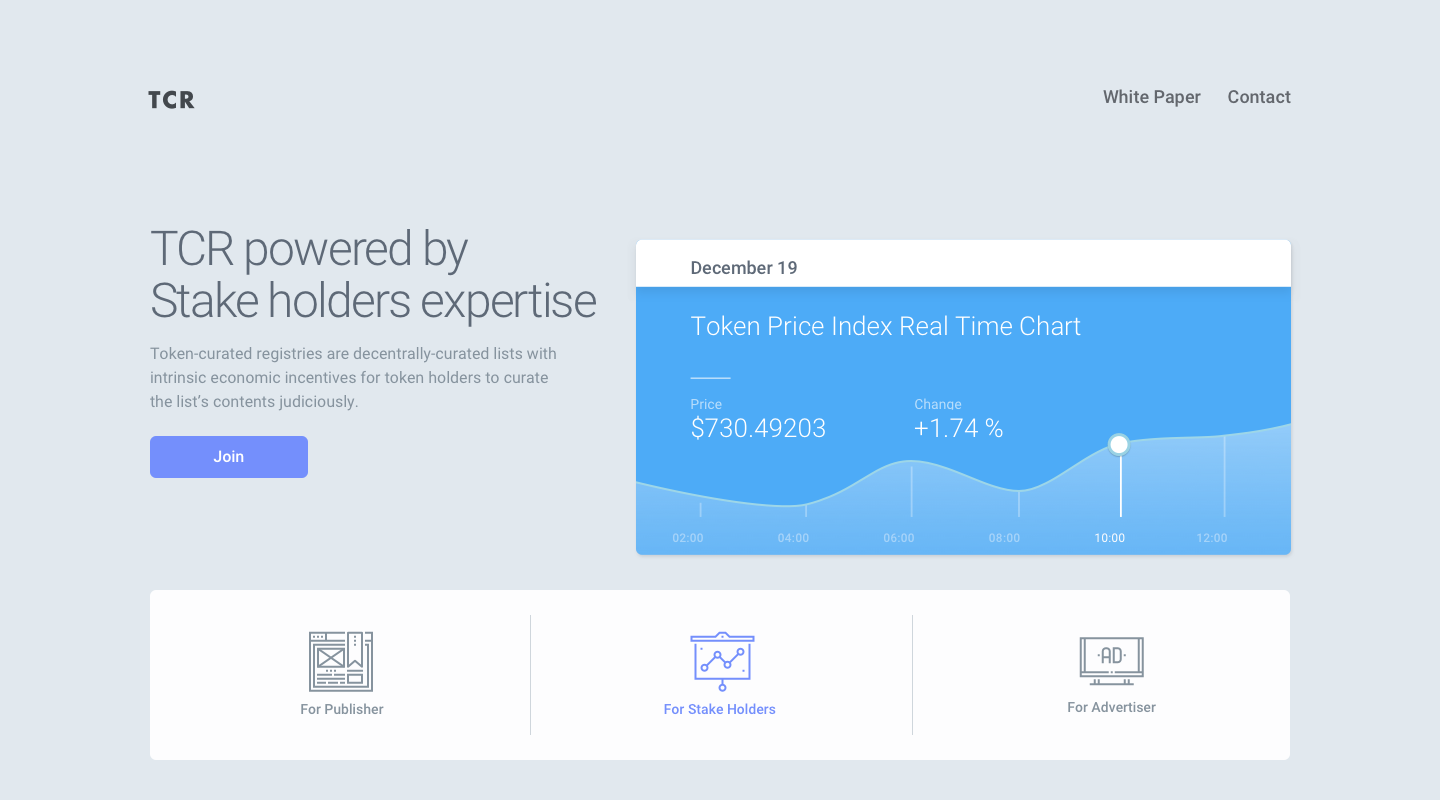 TCR
White Paper
Contact
TCR powered by
Stake holders expertise
Token-curated registries are decentrally-curated lists with
intrinsic economic incentives for token holders to curate
the list’s contents judiciously.
Join
December 19
Token Price Index Real Time Chart
Price
Change
$730.49203
+1.74 %
02:00
04:00
06:00
08:00
10:00
12:00
For Publisher
For Stake Holders
AD
For Advertiser